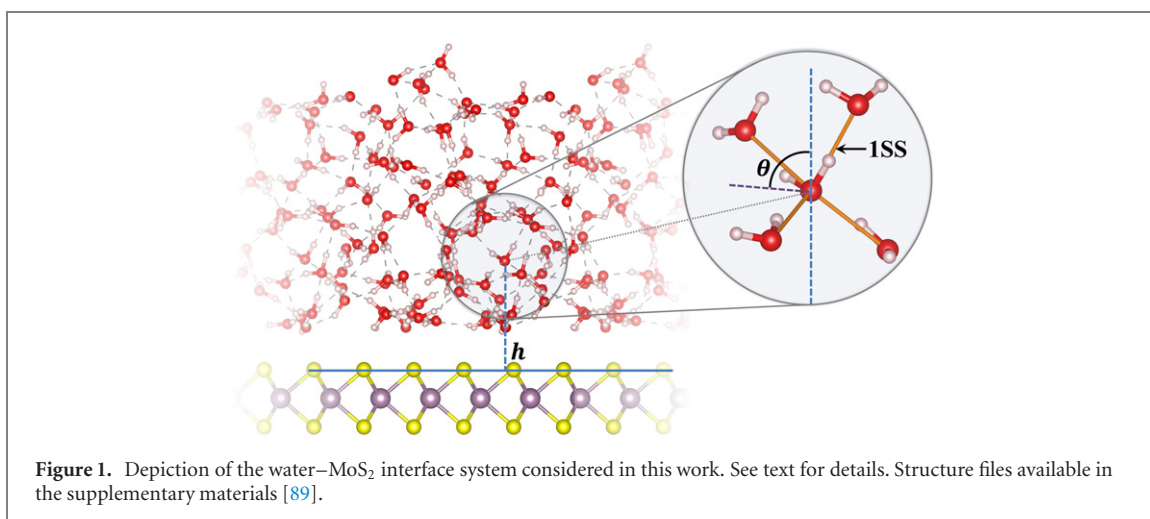 θ
1SS
h
Figure 1. Depiction of the water–MoS₂ interface system considered in this work. See text for details. Structure files available in
the supplementary materials [89].